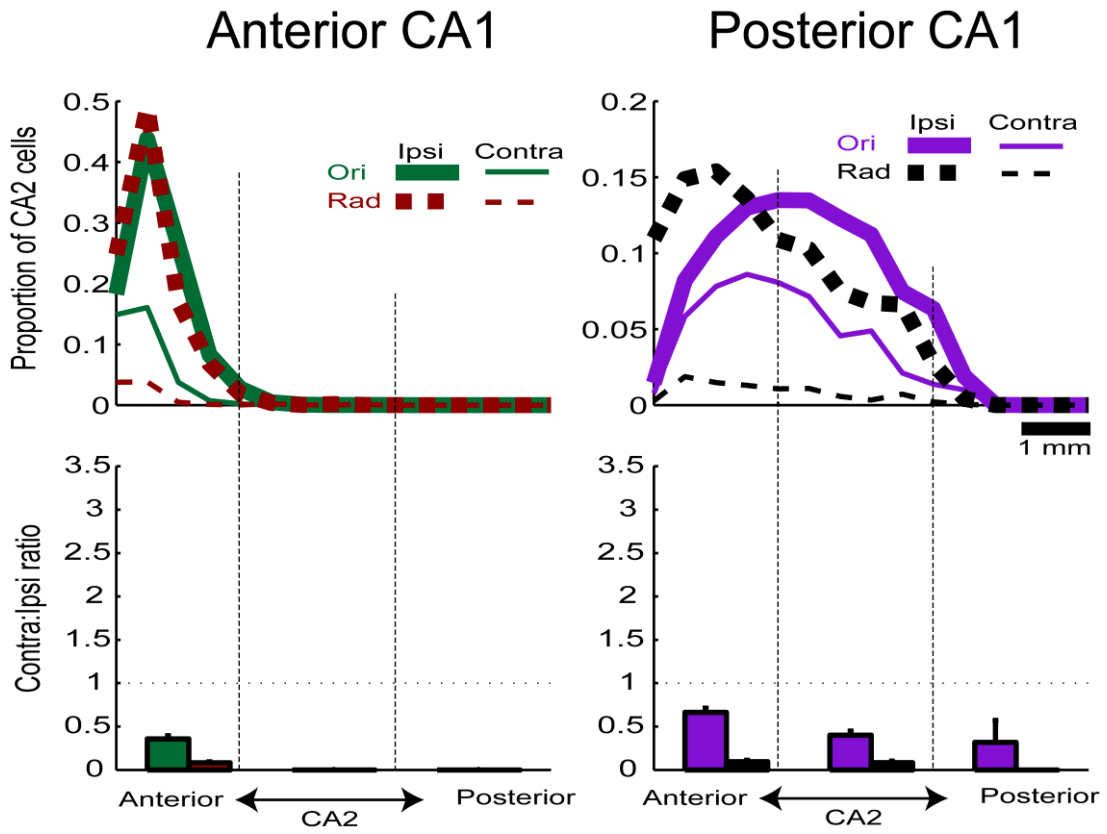 Anterior CA1
Posterior CA1
Proportion of CA2 cells
0.5
0.4
0.3
0.2
0.1
0
Ipsi Contra
Ori
Rad
0.2
0.15
0.1
0.05
0
Ipsi Contra
Ori
Rad
1 mm
Contra:Ipsi ratio
3.5
3
2.5
2
1.5
1
0.5
0
Anterior
CA2
Posterior
3.5
3
2.5
2
1.5
1
0.5
0
Anterior
CA2
Posterior